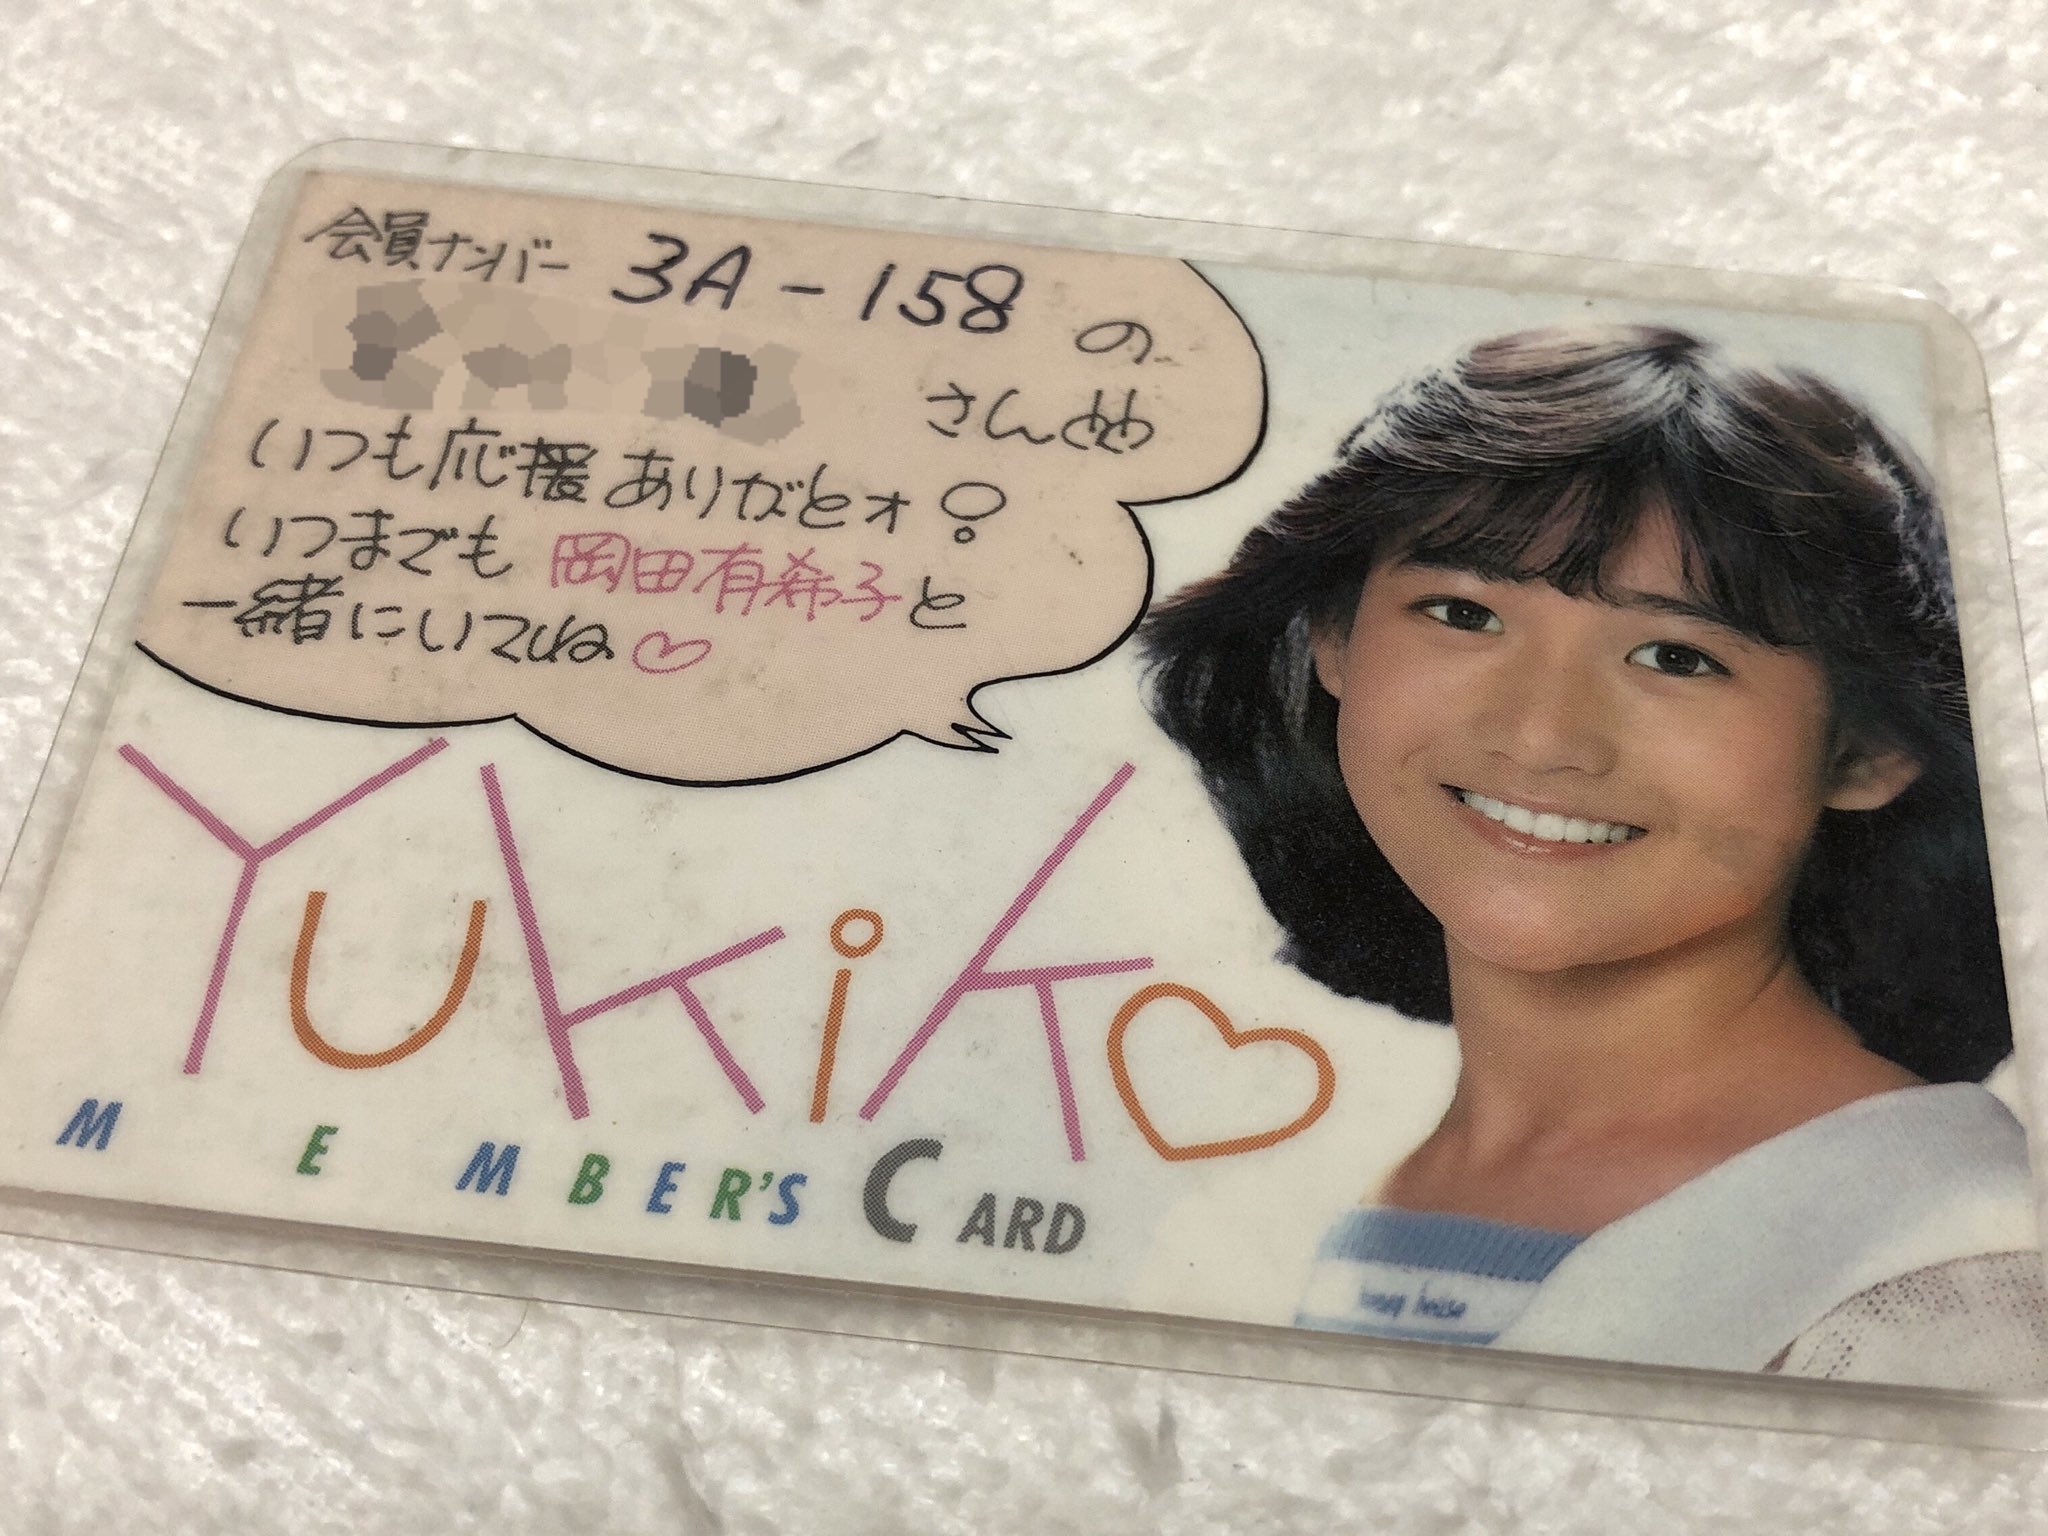 会員ナンバー 3A-158 の
さん
いつも応援ありがとォ!
いつまでも岡田有希子と
一緒にいてね♡
YUKiK♡
MEMBER'S CARD